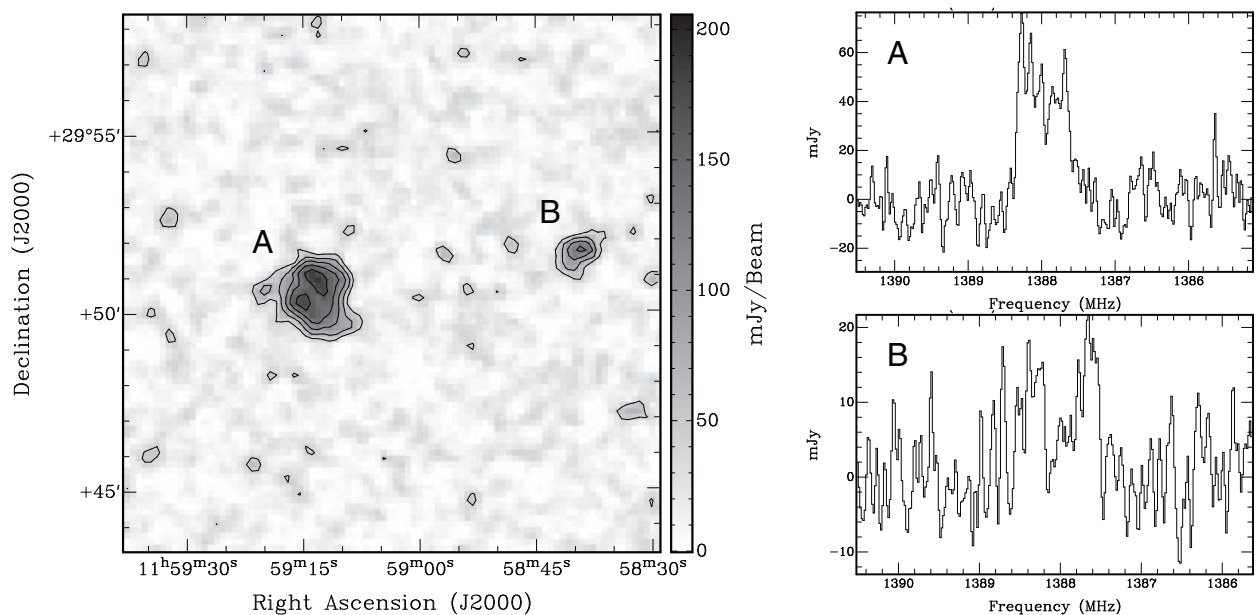 A
B
+29°55′
+50′
+45′
11ʰ59ᵐ30ˢ
59ᵐ15ˢ
59ᵐ00ˢ
58ᵐ45ˢ
58ᵐ30ˢ
Right Ascension (J2000)
Declination (J2000)
200
150
100
50
0
mJy/Beam
A
60
40
20
0
−20
mJy
1390
1389
1388
1387
1386
Frequency (MHz)
B
20
10
0
−10
mJy
1390
1389
1388
1387
1386
Frequency (MHz)